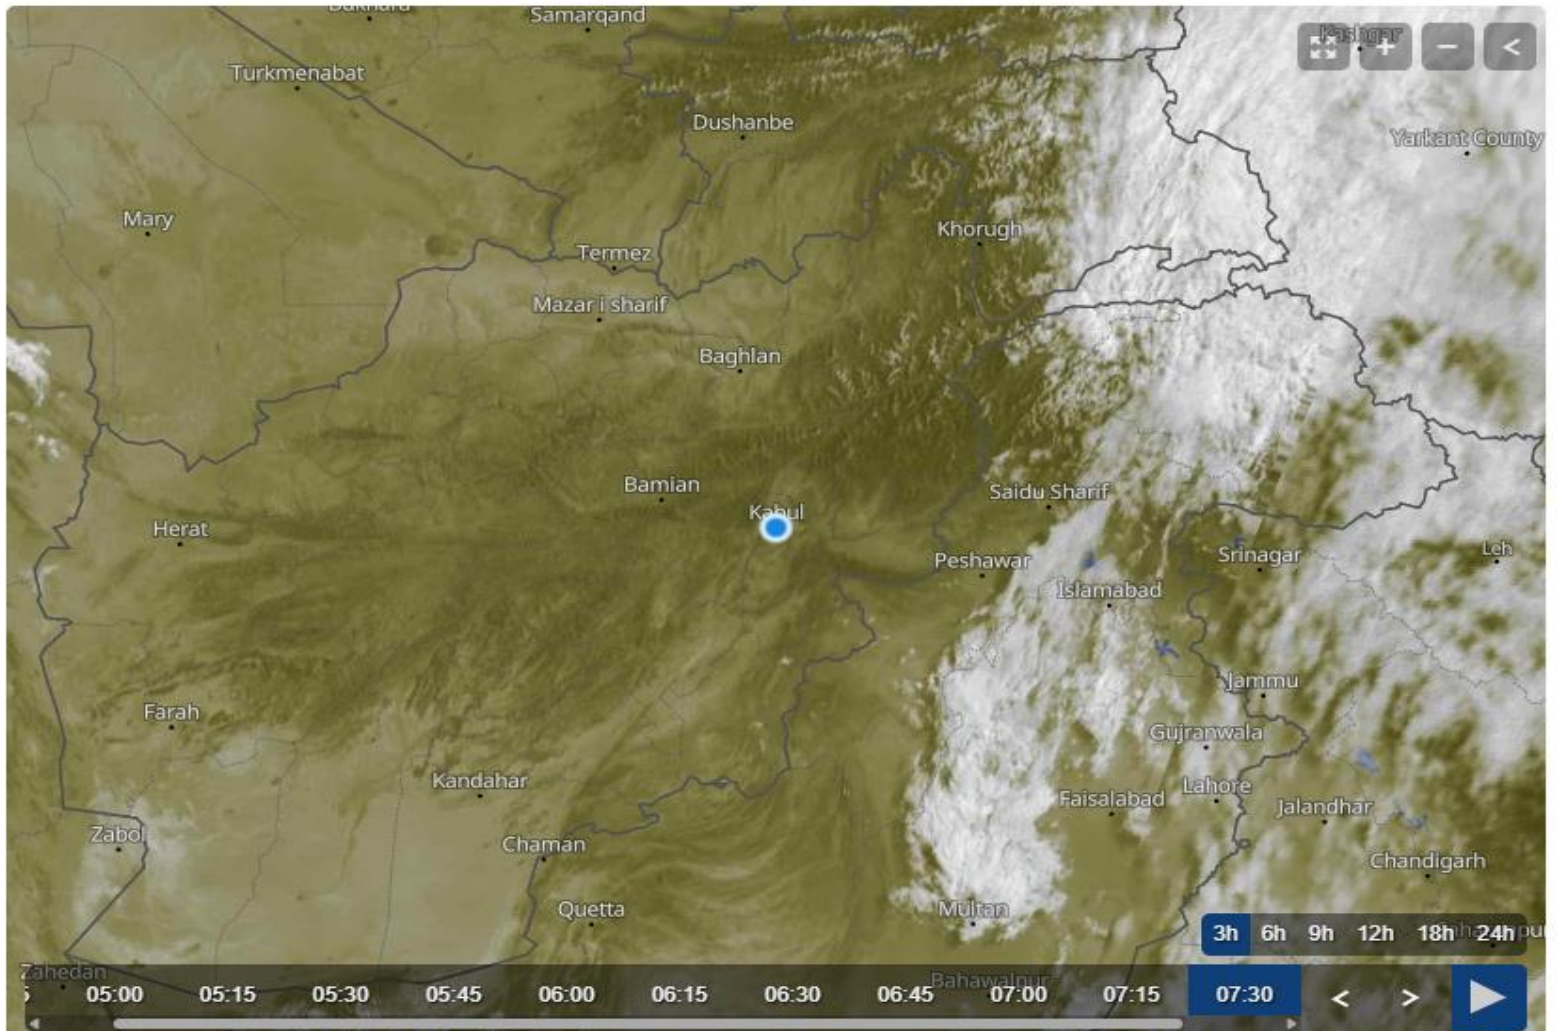 Samarqand
Kashgar
+ − <
Turkmenabat
Dushanbe
Yarkant County
Mary
Khorugh
Termez
Mazar i sharif
Baghlan
Bamian
Saidu Sharif
Kabul
Herat
Peshawar
Srinagar
Leh
Islamabad
Jammu
Farah
Gujranwala
Kandahar
Lahore
Faisalabad
Jalandhar
Zabol
Chaman
Chandigarh
Quetta
Multan
3h 6h 9h 12h 18h 24h
Zahedan
Bahawalpur
05:00 05:15 05:30 05:45 06:00 06:15 06:30 06:45 07:00 07:15 07:30 < >